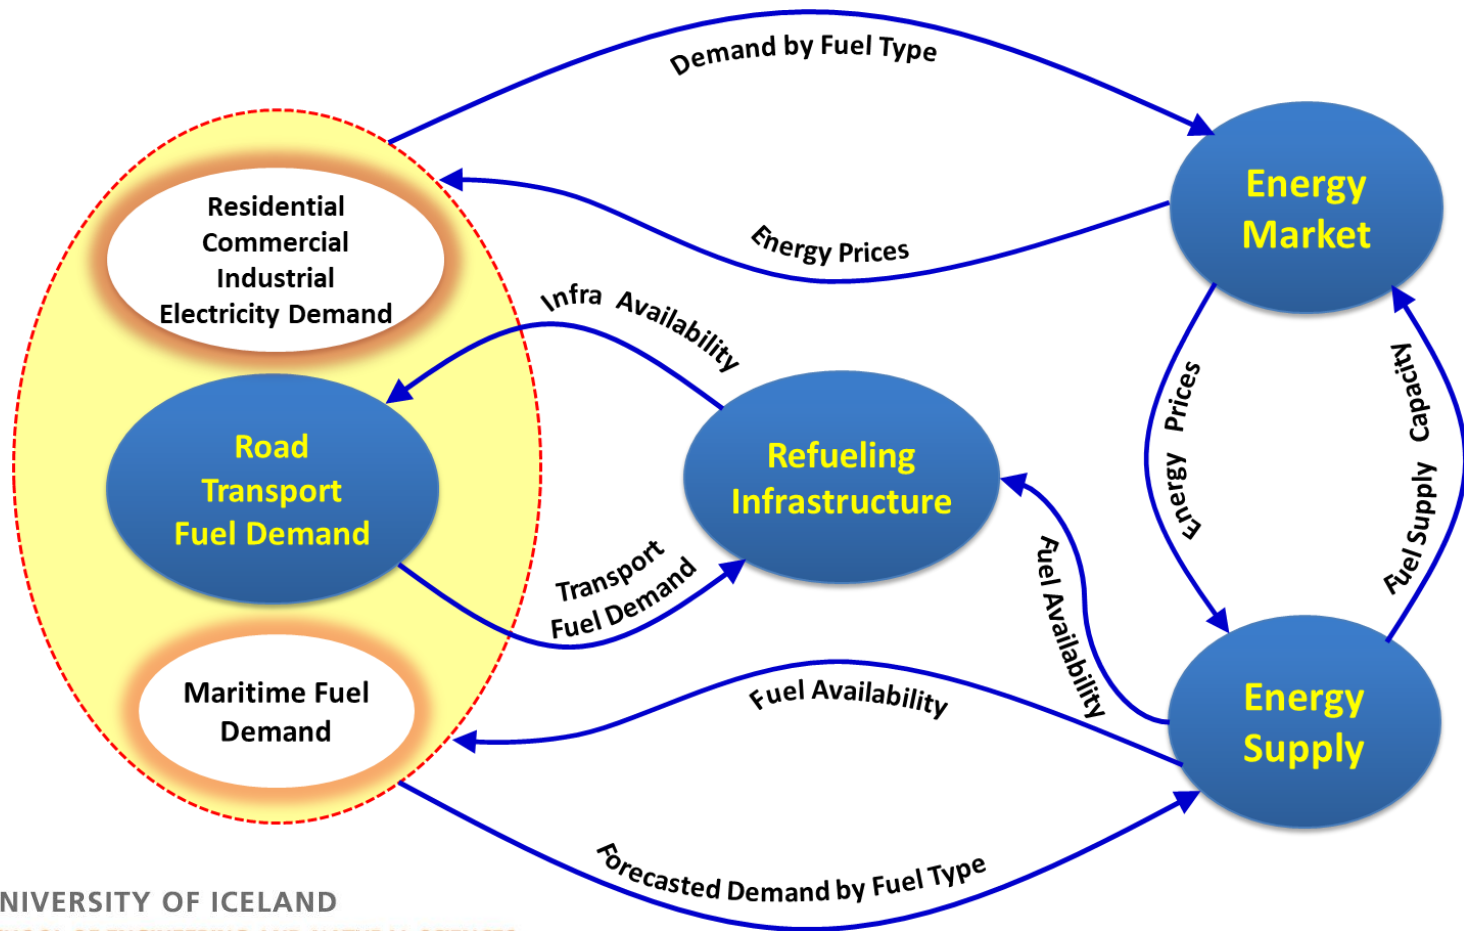 Demand by Fuel Type
Energy
Market
Residential
Commercial
Industrial
Electricity Demand
Energy Prices
Infra Availability
Energy Prices
Fuel Supply Capacity
Road
Transport
Fuel Demand
Refueling
Infrastructure
Transport
Fuel Demand
Fuel Availability
Maritime Fuel
Demand
Fuel Availability
Energy
Supply
Forecasted Demand by Fuel Type
NIVERSITY OF ICELAND